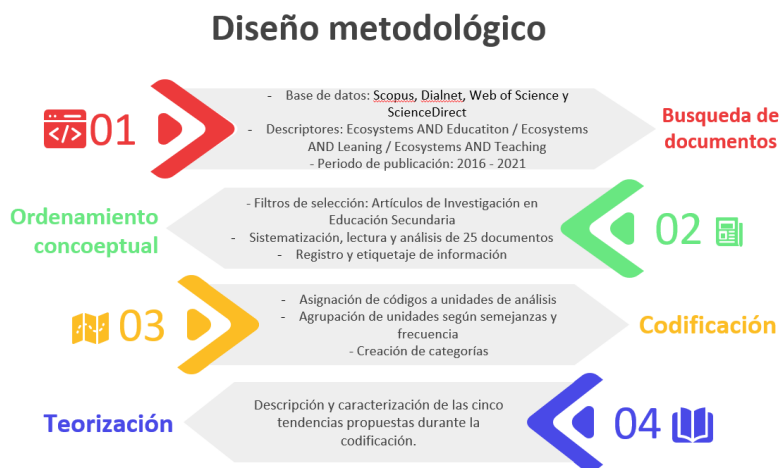 Diseño metodológico
01
- Base de datos: Scopus, Dialnet, Web of Science y
ScienceDirect
- Descriptores: Ecosystems AND Educatiton / Ecosystems
AND Leaning / Ecosystems AND Teaching
- Periodo de publicación: 2016 - 2021
Busqueda de
documentos
Ordenamiento
concoeptual
- Filtros de selección: Artículos de Investigación en
Educación Secundaria
- Sistematización, lectura y análisis de 25 documentos
- Registro y etiquetaje de información
02
03
- Asignación de códigos a unidades de análisis
- Agrupación de unidades según semejanzas y
frecuencia
- Creación de categorías
Codificación
Teorización
Descripción y caracterización de las cinco
tendencias propuestas durante la
codificación.
04